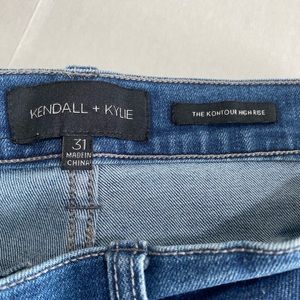 KENDALL + KYLIE
THE KONTOUR HIGH RISE
31
MADE IN
CHINA